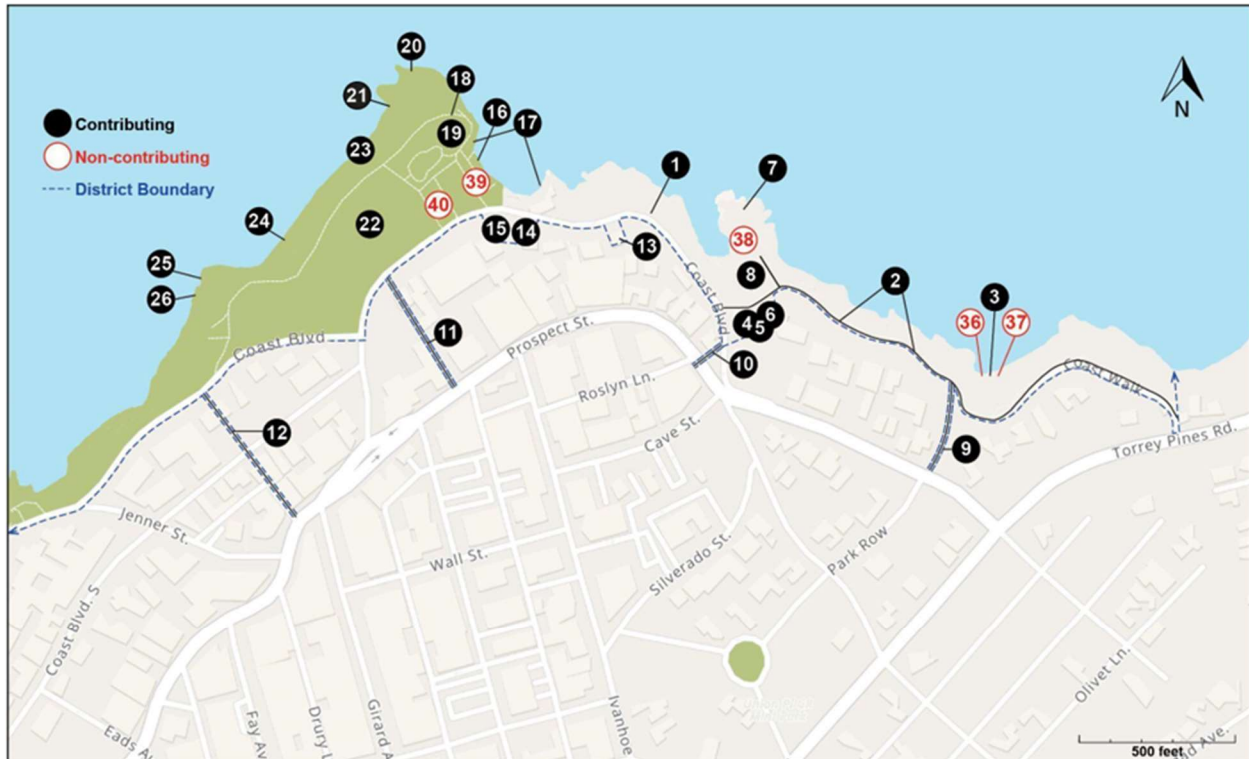 20
18
21
16
17
Contributing
19
1
7
23
Non-contributing
39
District Boundary
40
22
24
15
14
13
38
25
8
26
Coast Blvd
2
3
4
6
5
36
37
N
11
Prospect St.
10
Coast Blvd
Roslyn Ln.
Coast Walk
12
Cave St.
9
Torrey Pines Rd.
Jenner St.
Wall St.
Silverado St.
Park Row
Coast Blvd. S
Olivet Ln.
Eads Av
Fay Av
Drury L
Girard A
Ivanhoe
nd Ave.
500 feet